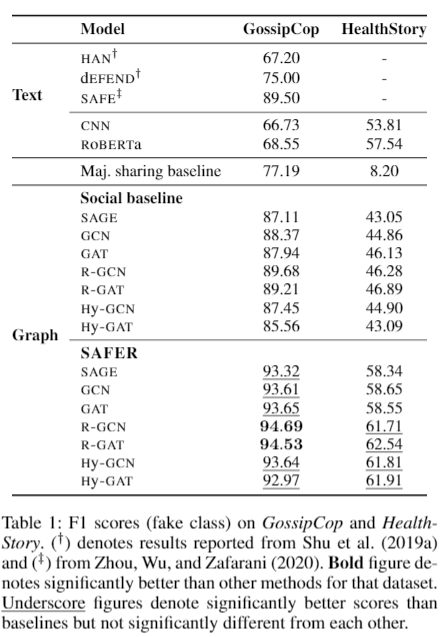 Model GossipCop HealthStory
HAN† 67.20 -
dEFEND† 75.00 -
Text SAFE‡ 89.50 -
CNN 66.73 53.81
RoBERTa 68.55 57.54
Maj. sharing baseline 77.19 8.20
Social baseline
SAGE 87.11 43.05
GCN 88.37 44.86
GAT 87.94 46.13
R-GCN 89.68 46.28
R-GAT 89.21 46.89
Hy-GCN 87.45 44.90
Hy-GAT 85.56 43.09
Graph
SAFER
SAGE 93.32 58.34
GCN 93.61 58.65
GAT 93.65 58.55
R-GCN 94.69 61.71
R-GAT 94.53 62.54
Hy-GCN 93.64 61.81
Hy-GAT 92.97 61.91
Table 1: F1 scores (fake class) on GossipCop and Health-
Story. (†) denotes results reported from Shu et al. (2019a)
and (‡) from Zhou, Wu, and Zafarani (2020). Bold figure de-
notes significantly better than other methods for that dataset.
Underscore figures denote significantly better scores than
baselines but not significantly different from each other.